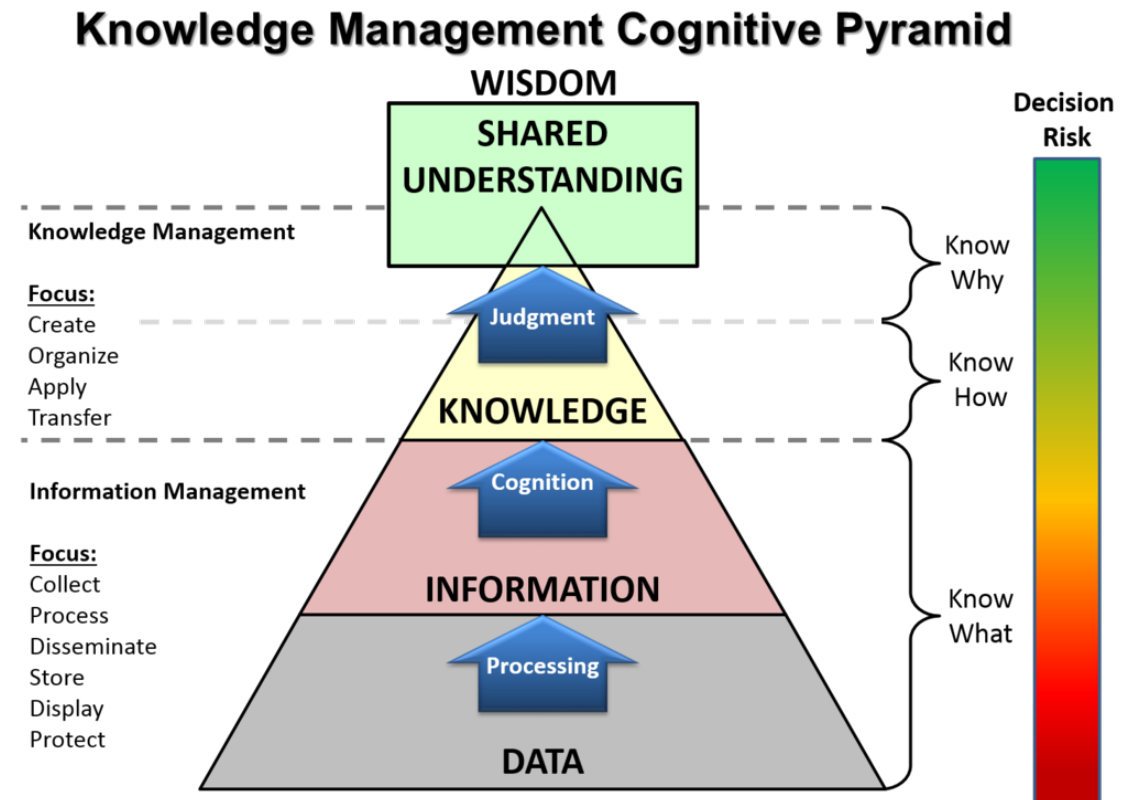 Knowledge Management Cognitive Pyramid
WISDOM
SHARED
UNDERSTANDING
Decision
Risk
Knowledge Management
Focus:
Create
Organize
Apply
Transfer
Know
Why
Judgment
Know
How
KNOWLEDGE
Information Management
Focus:
Collect
Process
Disseminate
Store
Display
Protect
Cognition
INFORMATION
Know
What
Processing
DATA